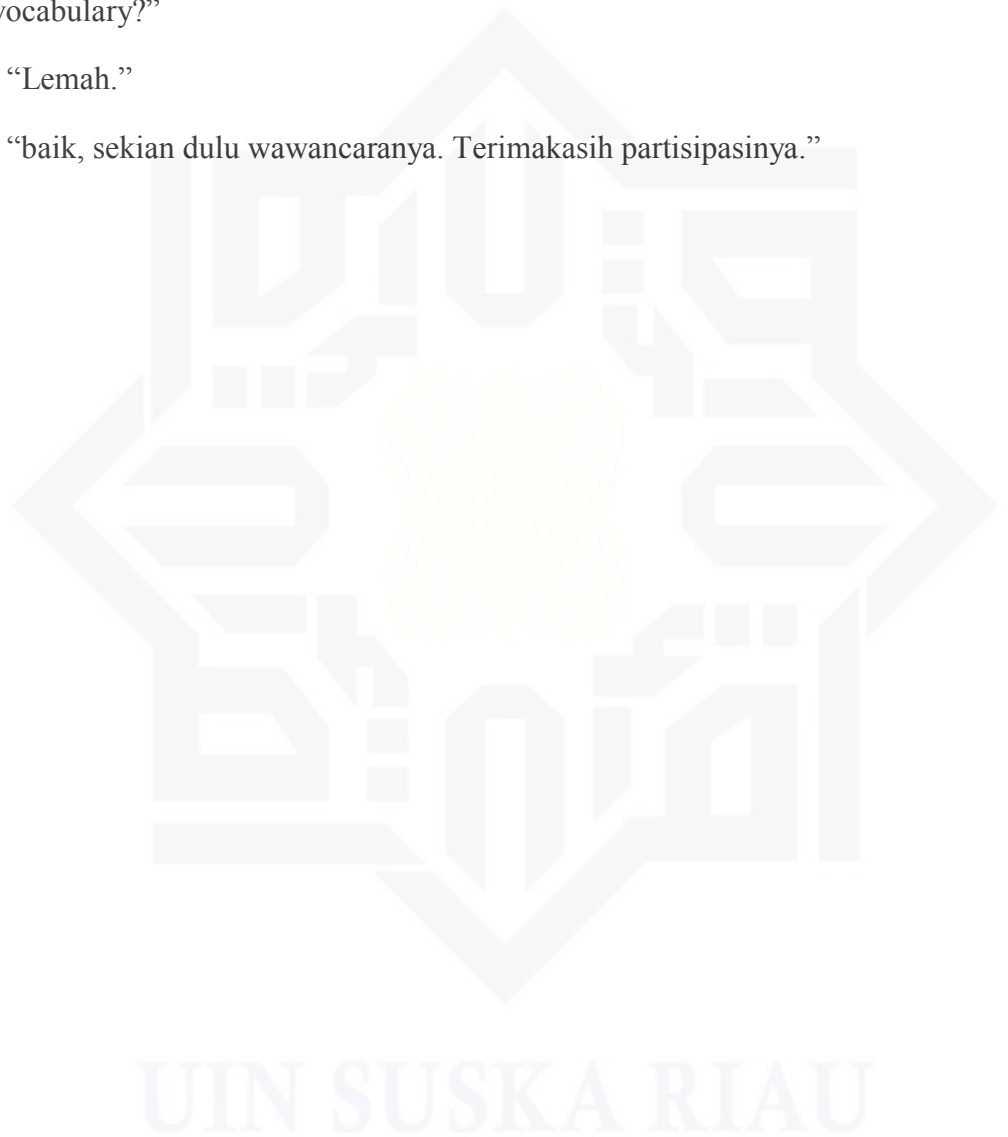 vocabulary?”
“Lemah.”
“baik, sekian dulu wawancaranya. Terimakasih partisipasinya.”
UIN SUSKA RIAU